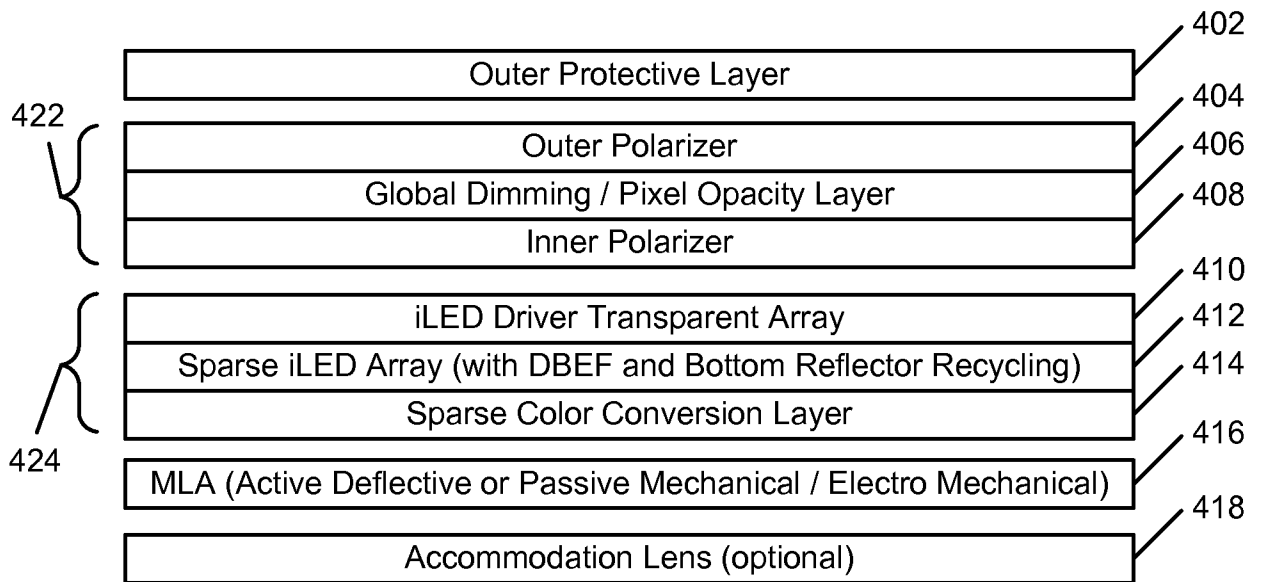 402
Outer Protective Layer
404
422
Outer Polarizer
406
Global Dimming / Pixel Opacity Layer
408
Inner Polarizer
410
iLED Driver Transparent Array
412
Sparse iLED Array (with DBEF and Bottom Reflector Recycling)
414
Sparse Color Conversion Layer
424
416
MLA (Active Deflective or Passive Mechanical / Electro Mechanical)
418
Accommodation Lens (optional)